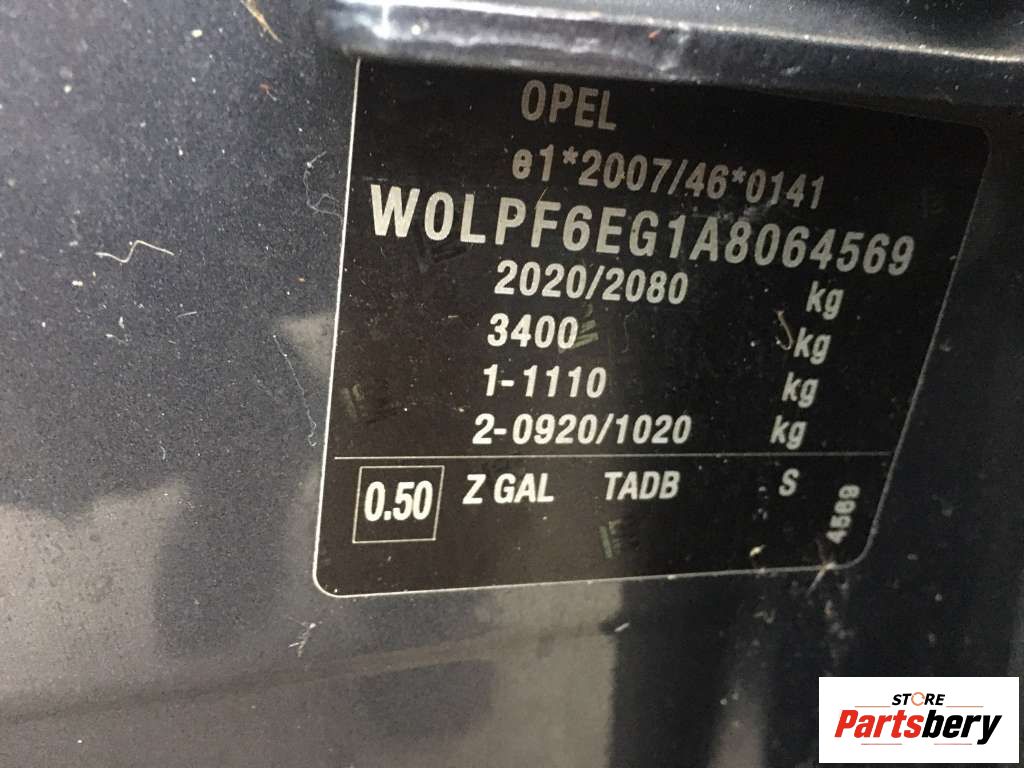 OPEL
e1*2007/46*0141
W0LPF6EG1A8064569
2020/2080 kg
3400 kg
1-1110 kg
2-0920/1020 kg
0.50 Z GAL TADB S 4569
STORE
Partsbery